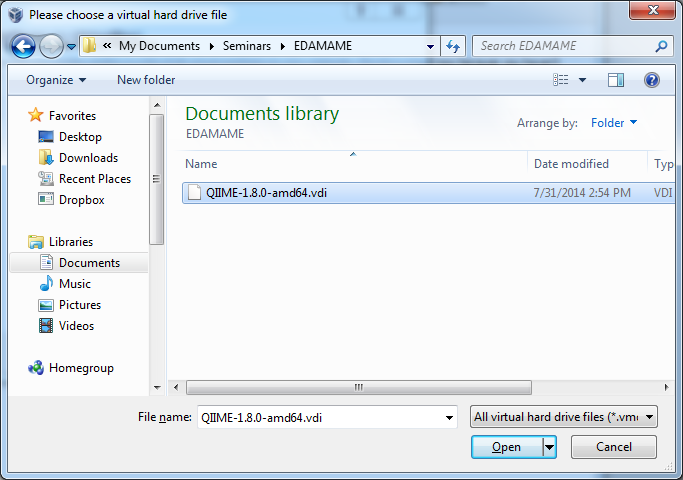 Please choose a virtual hard drive file
« My Documents Seminars EDAMAME
Search EDAMAME
Organize New folder
Favorites
Desktop
Downloads
Recent Places
Dropbox
Libraries
Documents
Music
Pictures
Videos
Homegroup
Documents library
EDAMAME
Arrange by: Folder
Name Date modified Typ
QIIME-1.8.0-amd64.vdi 7/31/2014 2:54 PM VDI
File name: QIIME-1.8.0-amd64.vdi
All virtual hard drive files (*.vmd
Open Cancel